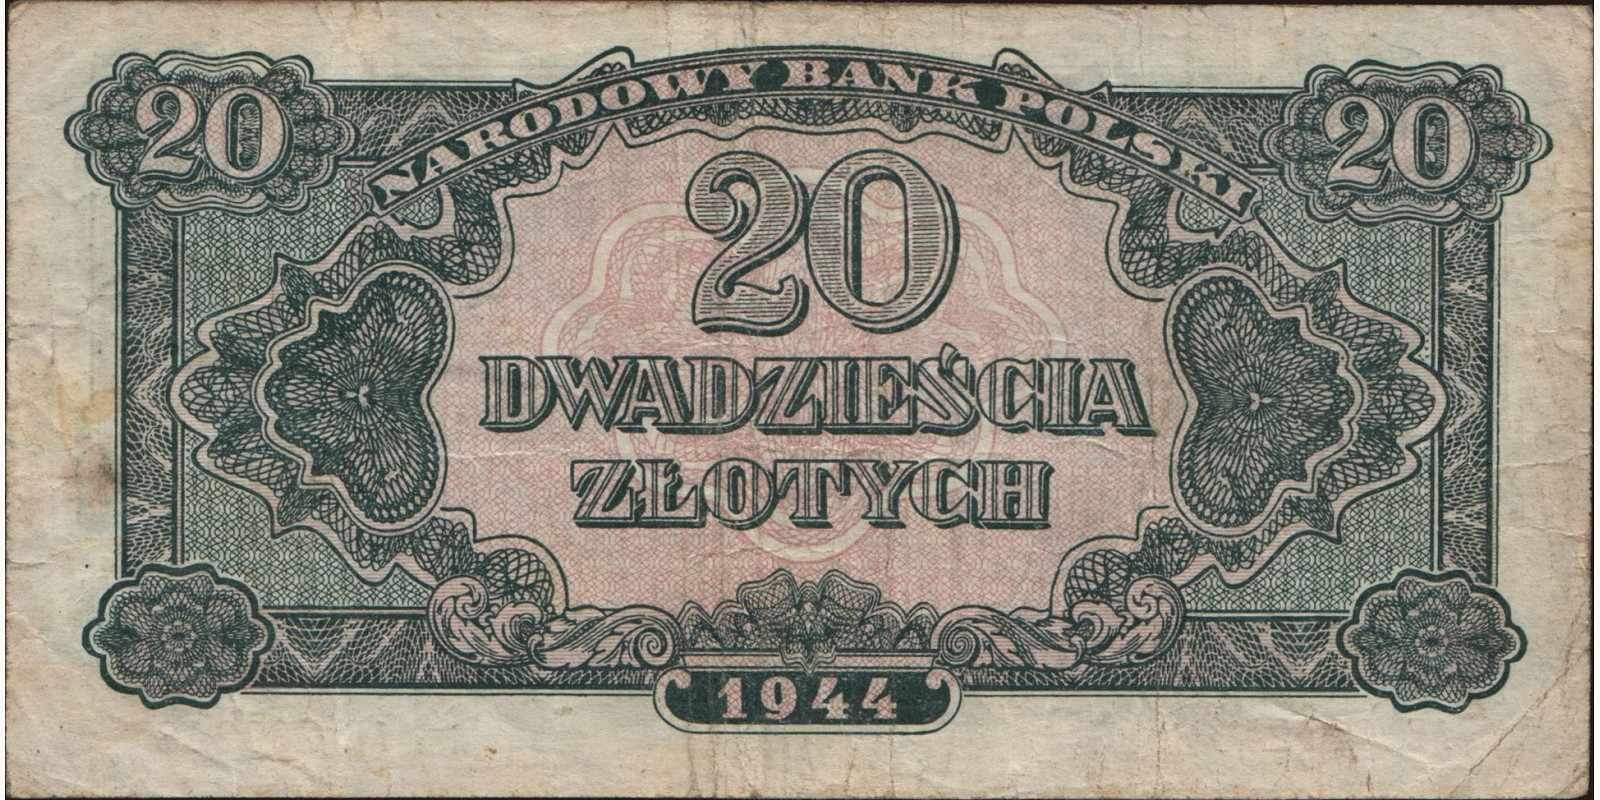 NARODOWY BANK POLSKI
20
20
20
DWADZIEŚCIA
ZŁOTYCH
1944